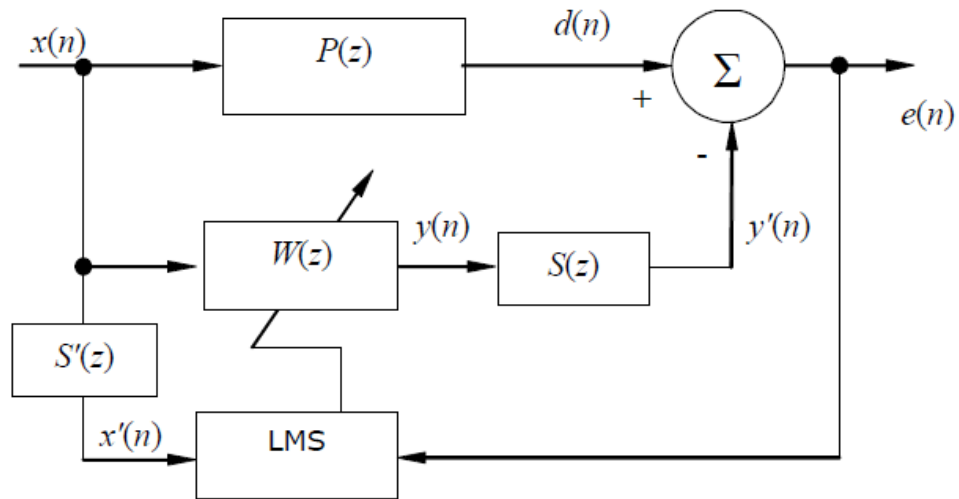 x(n)
P(z)
d(n)
Σ
+
e(n)
-
W(z)
y(n)
S(z)
y'(n)
S'(z)
x'(n)
LMS